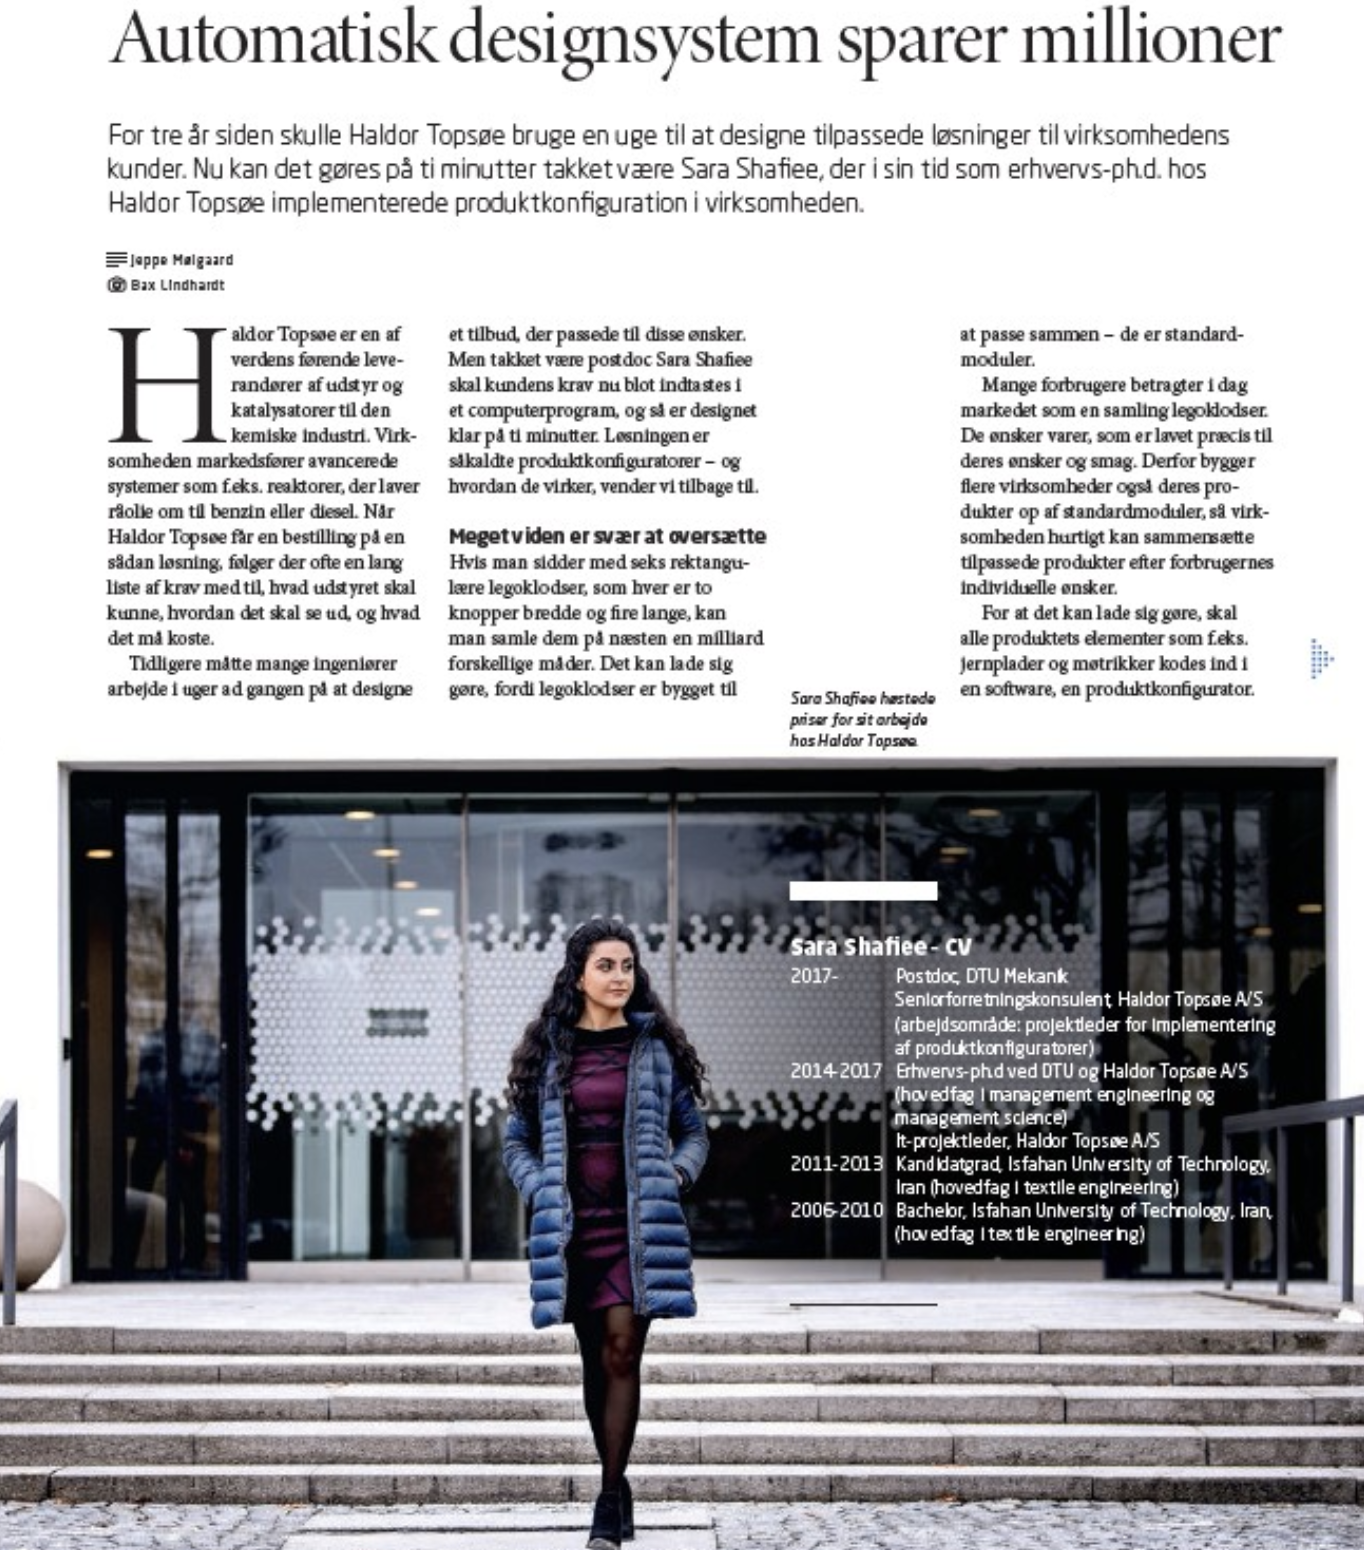 Automatisk designsystem sparer millioner
For tre år siden skulle Haldor Topsøe bruge en uge til at designe tilpassede løsninger til virksomhedens
kunder. Nu kan det gøres på ti minutter takket være Sara Shafiee, der i sin tid som erhvervs-ph.d. hos
Haldor Topsøe implementerede produktkonfiguration i virksomheden.
Jeppe Mølgaard
Bax Lindhardt
Haldor Topsøe er en af
verdens førende leve-
randører af udstyr og
katalysatorer til den
kemiske industri. Virk-
somheden markedsfører avancerede
systemer som f.eks. reaktorer, der laver
råolie om til benzin eller diesel. Når
Haldor Topsøe får en bestilling på en
sådan løsning, følger der ofte en lang
liste af krav med til, hvad udstyret skal
kunne, hvordan det skal se ud, og hvad
det må koste.
Tidligere måtte mange ingeniører
arbejde i uger ad gangen på at designe
et tilbud, der passede til disse ønsker.
Men takket være postdoc Sara Shafiee
skal kundens krav nu blot indtastes i
et computerprogram, og så er designet
klar på ti minutter. Løsningen er
såkaldte produktkonfiguratorer – og
hvordan de virker, vender vi tilbage til.
Meget viden er svær at oversætte
Hvis man sidder med seks rektangu-
lære legoklodser, som hver er to
knopper bredde og fire lange, kan
man samle dem på næsten en milliard
forskellige måder. Det kan lade sig
gøre, fordi legoklodser er bygget til
at passe sammen – de er standard-
moduler.
Mange forbrugere betragter i dag
markedet som en samling legoklodser.
De ønsker varer, som er lavet præcis til
deres ønsker og smag. Derfor bygger
flere virksomheder også deres pro-
dukter op af standardmoduler, så virk-
somheden hurtigt kan sammensætte
tilpassede produkter efter forbrugernes
individuelle ønsker.
For at det kan lade sig gøre, skal
alle produktets elementer som f.eks.
jernplader og møtrikker kodes ind i
en software, en produktkonfigurator.
Sara Shafiee høstede
priser for sit arbejde
hos Haldor Topsøe.
Sara Shafiee - CV
2017- Postdoc, DTU Mekanik
Seniorforretningskonsulent, Haldor Topsøe A/S
(arbejdsområde: projektleder for implementering
af produktkonfiguratorer)
2014-2017 Erhvervs-ph.d ved DTU og Haldor Topsøe A/S
(hovedfag i management engineering og
management science)
It-projektleder, Haldor Topsøe A/S
2011-2013 Kandidatgrad, Isfahan University of Technology,
Iran (hovedfag i textile engineering)
2006-2010 Bachelor, Isfahan University of Technology, Iran,
(hovedfag i textile engineering)